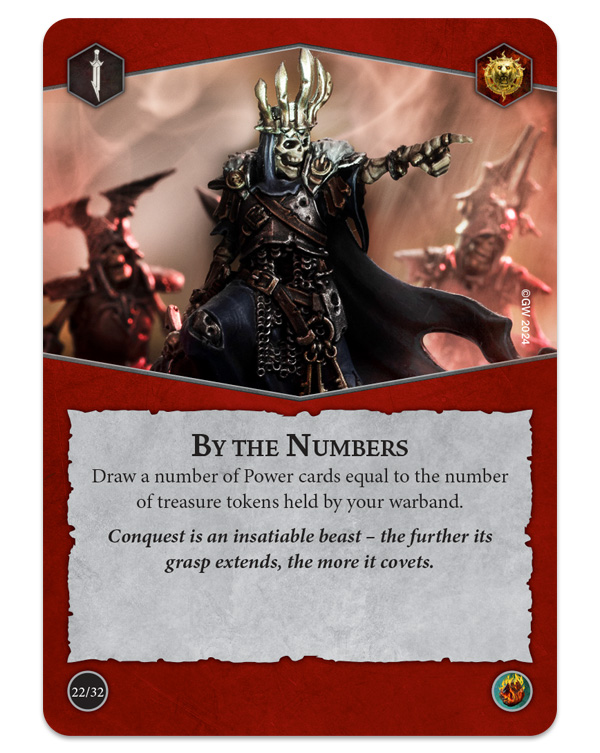 ©GW 2024
By the Numbers
Draw a number of Power cards equal to the number
of treasure tokens held by your warband.
Conquest is an insatiable beast – the further its
grasp extends, the more it covets.
22/32